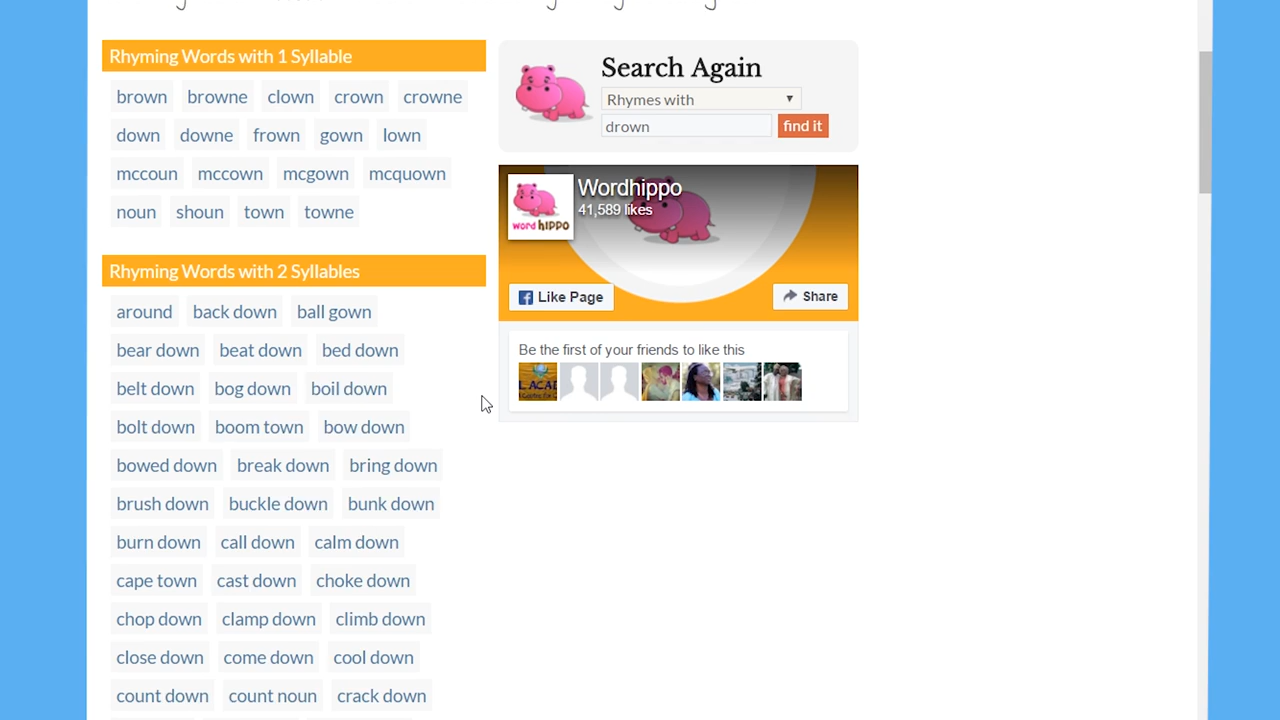 Rhyming Words with 1 Syllable
brown browne clown crown crowne
down downe frown gown lown
mccoun mccown mcgown mcquown
noun shoun town towne
Rhyming Words with 2 Syllables
around back down ball gown
bear down beat down bed down
belt down bog down boil down
bolt down boom town bow down
bowed down break down bring down
brush down buckle down bunk down
burn down call down calm down
cape town cast down choke down
chop down clamp down climb down
close down come down cool down
count down count noun crack down
Search Again
Rhymes with
drown find it
Wordhippo
41,589 likes
word HIPPO
Like Page Share
Be the first of your friends to like this